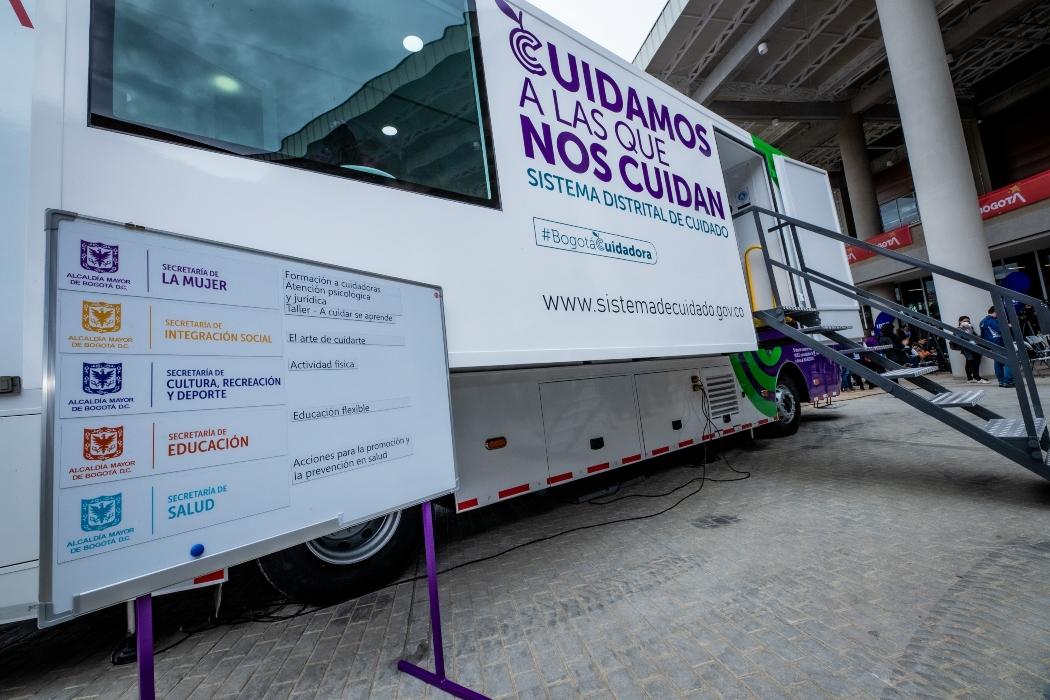 CUIDAMOS
A LAS QUE
NOS CUIDAN
SISTEMA DISTRITAL DE CUIDADO
#BogotáCuidadora
www.sistemadecuidado.gov.co
BOGOTÁ
ALCALDÍA MAYOR
DE BOGOTÁ D.C.
SECRETARÍA DE
LA MUJER
Formación a cuidadoras
Atención psicológica
y jurídica
Taller - A cuidar se aprende
ALCALDÍA MAYOR
DE BOGOTÁ D.C.
SECRETARÍA DE
INTEGRACIÓN SOCIAL
El arte de cuidarte
ALCALDÍA MAYOR
DE BOGOTÁ D.C.
SECRETARÍA DE
CULTURA, RECREACIÓN
Y DEPORTE
Actividad física
ALCALDÍA MAYOR
DE BOGOTÁ D.C.
SECRETARÍA DE
EDUCACIÓN
Educación flexible
ALCALDÍA MAYOR
DE BOGOTÁ D.C.
SECRETARÍA DE
SALUD
Acciones para la promoción y
la prevención en salud